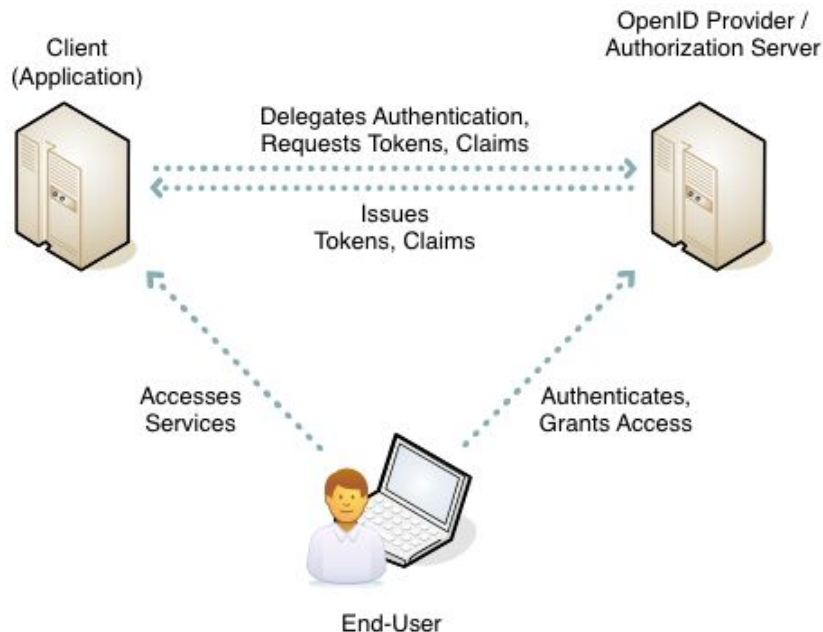 Client
(Application)
OpenID Provider /
Authorization Server
Delegates Authentication,
Requests Tokens, Claims
Issues
Tokens, Claims
Accesses
Services
Authenticates,
Grants Access
End-User